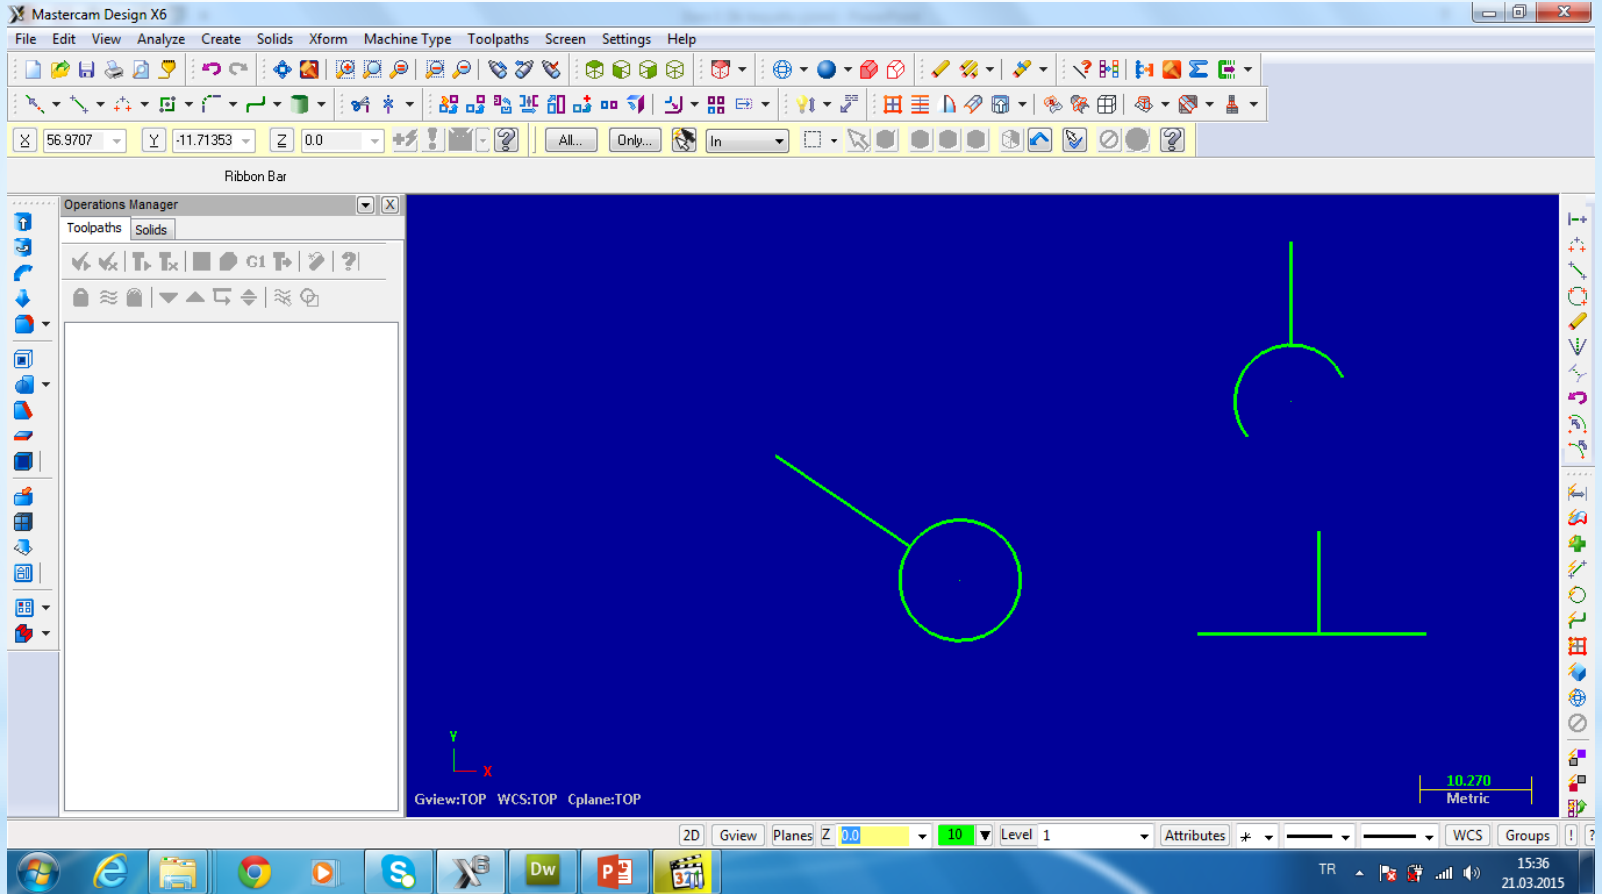 Mastercam Design X6
File Edit View Analyze Create Solids Xform Machine Type Toolpaths Screen Settings Help
X 56.9707 Y -11.71353 Z 0.0 All... Only... In
Ribbon Bar
Operations Manager
Toolpaths Solids
G1
Y
X
Gview:TOP WCS:TOP Cplane:TOP
10.270
Metric
2D Gview Planes Z 0.0 10 Level 1 Attributes WCS Groups ! ?
Dw
TR
15:36
21.03.2015